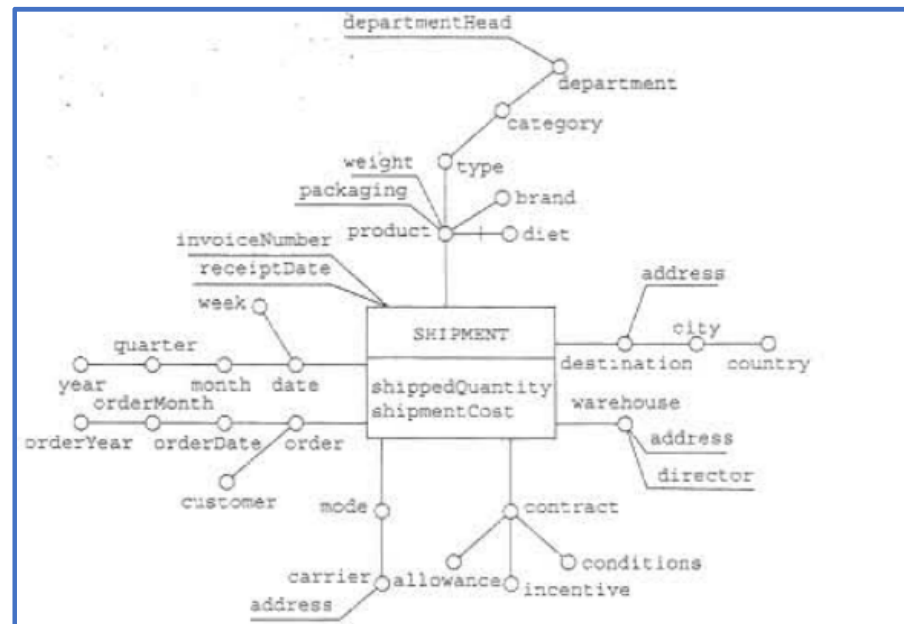 departmentHead
department
category
weight
type
packaging
brand
product
diet
invoiceNumber
receiptDate
address
week
SHIPMENT
city
quarter
destination
country
year
month
date
shippedQuantity
orderMonth
shipmentCost
warehouse
orderYear
orderDate
order
address
director
customer
mode
contract
conditions
carrier
allowance
incentive
address